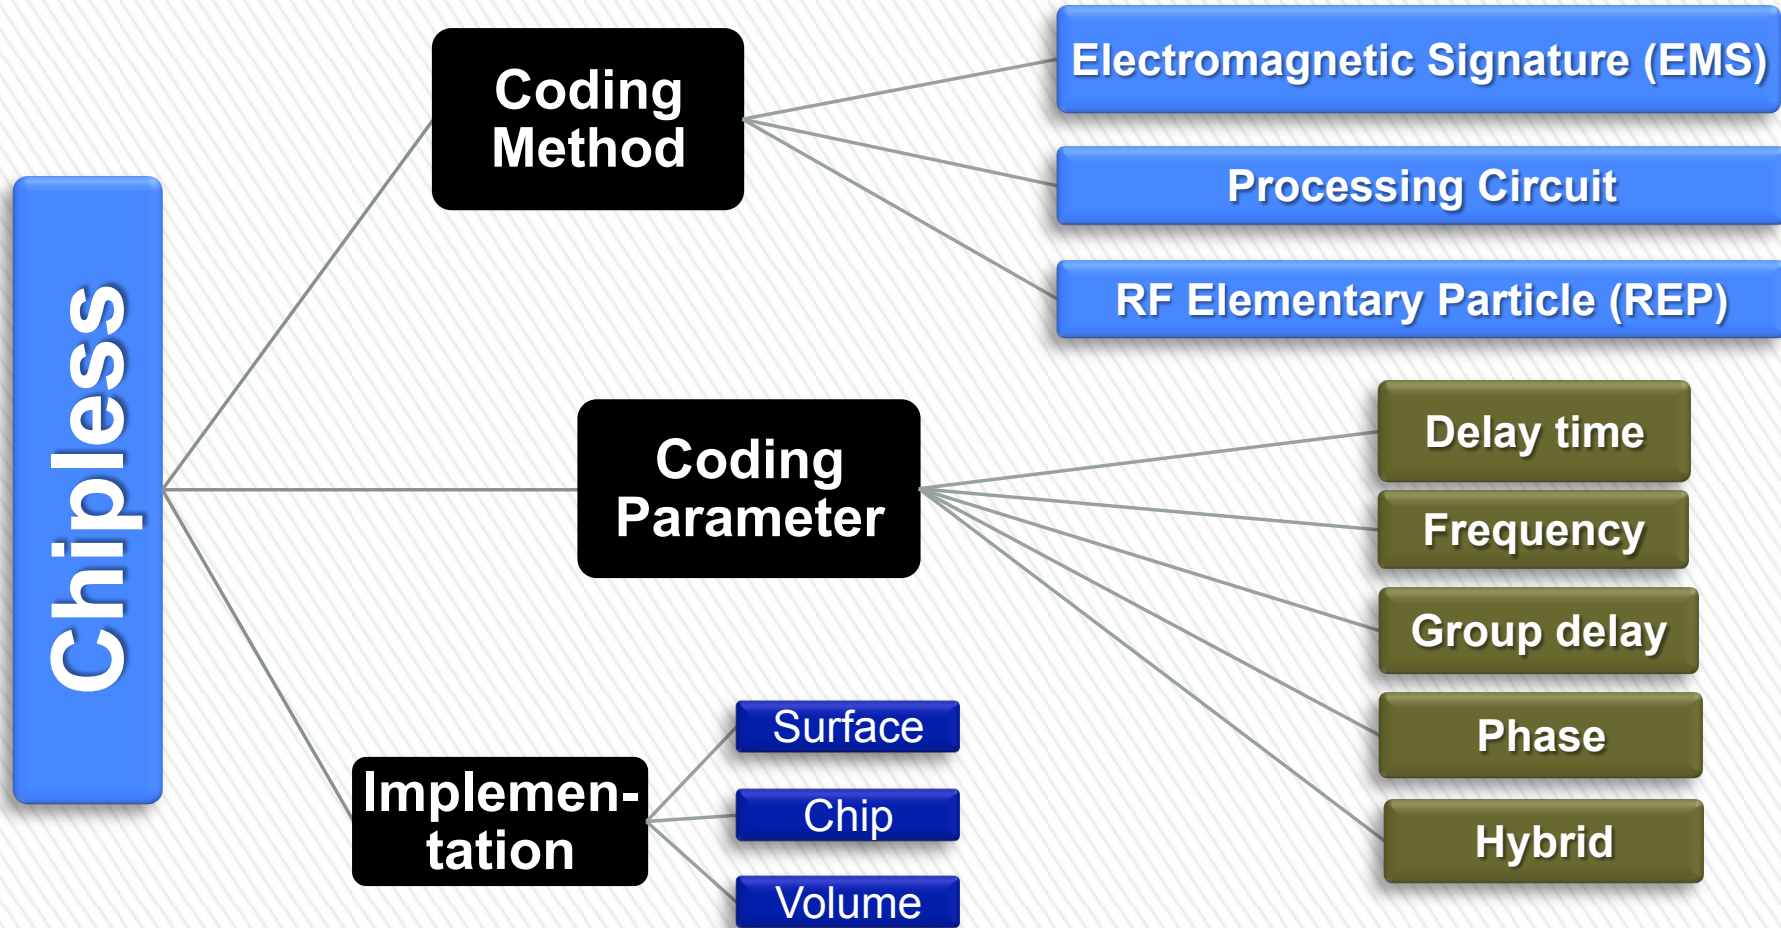 Chipless
Coding
Method
Electromagnetic Signature (EMS)
Processing Circuit
RF Elementary Particle (REP)
Coding
Parameter
Delay time
Frequency
Group delay
Phase
Hybrid
Implemen-
tation
Surface
Chip
Volume